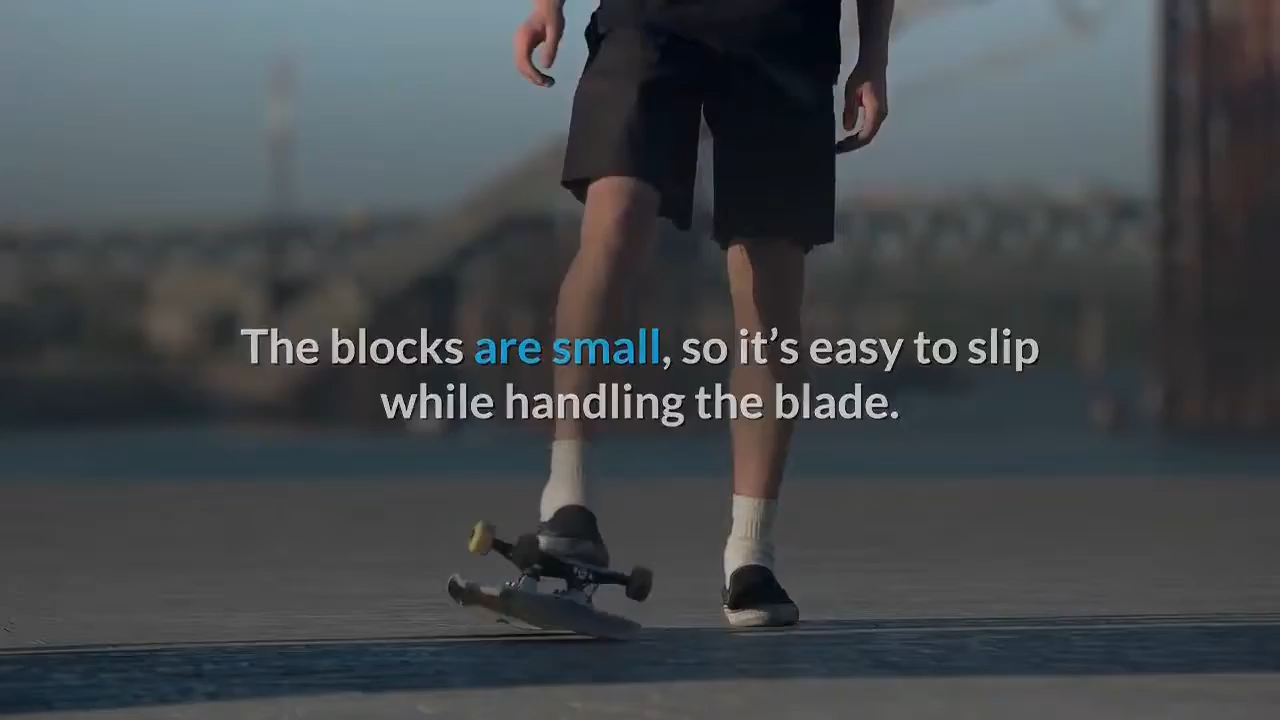 The blocks are small, so it’s easy to slip
while handling the blade.